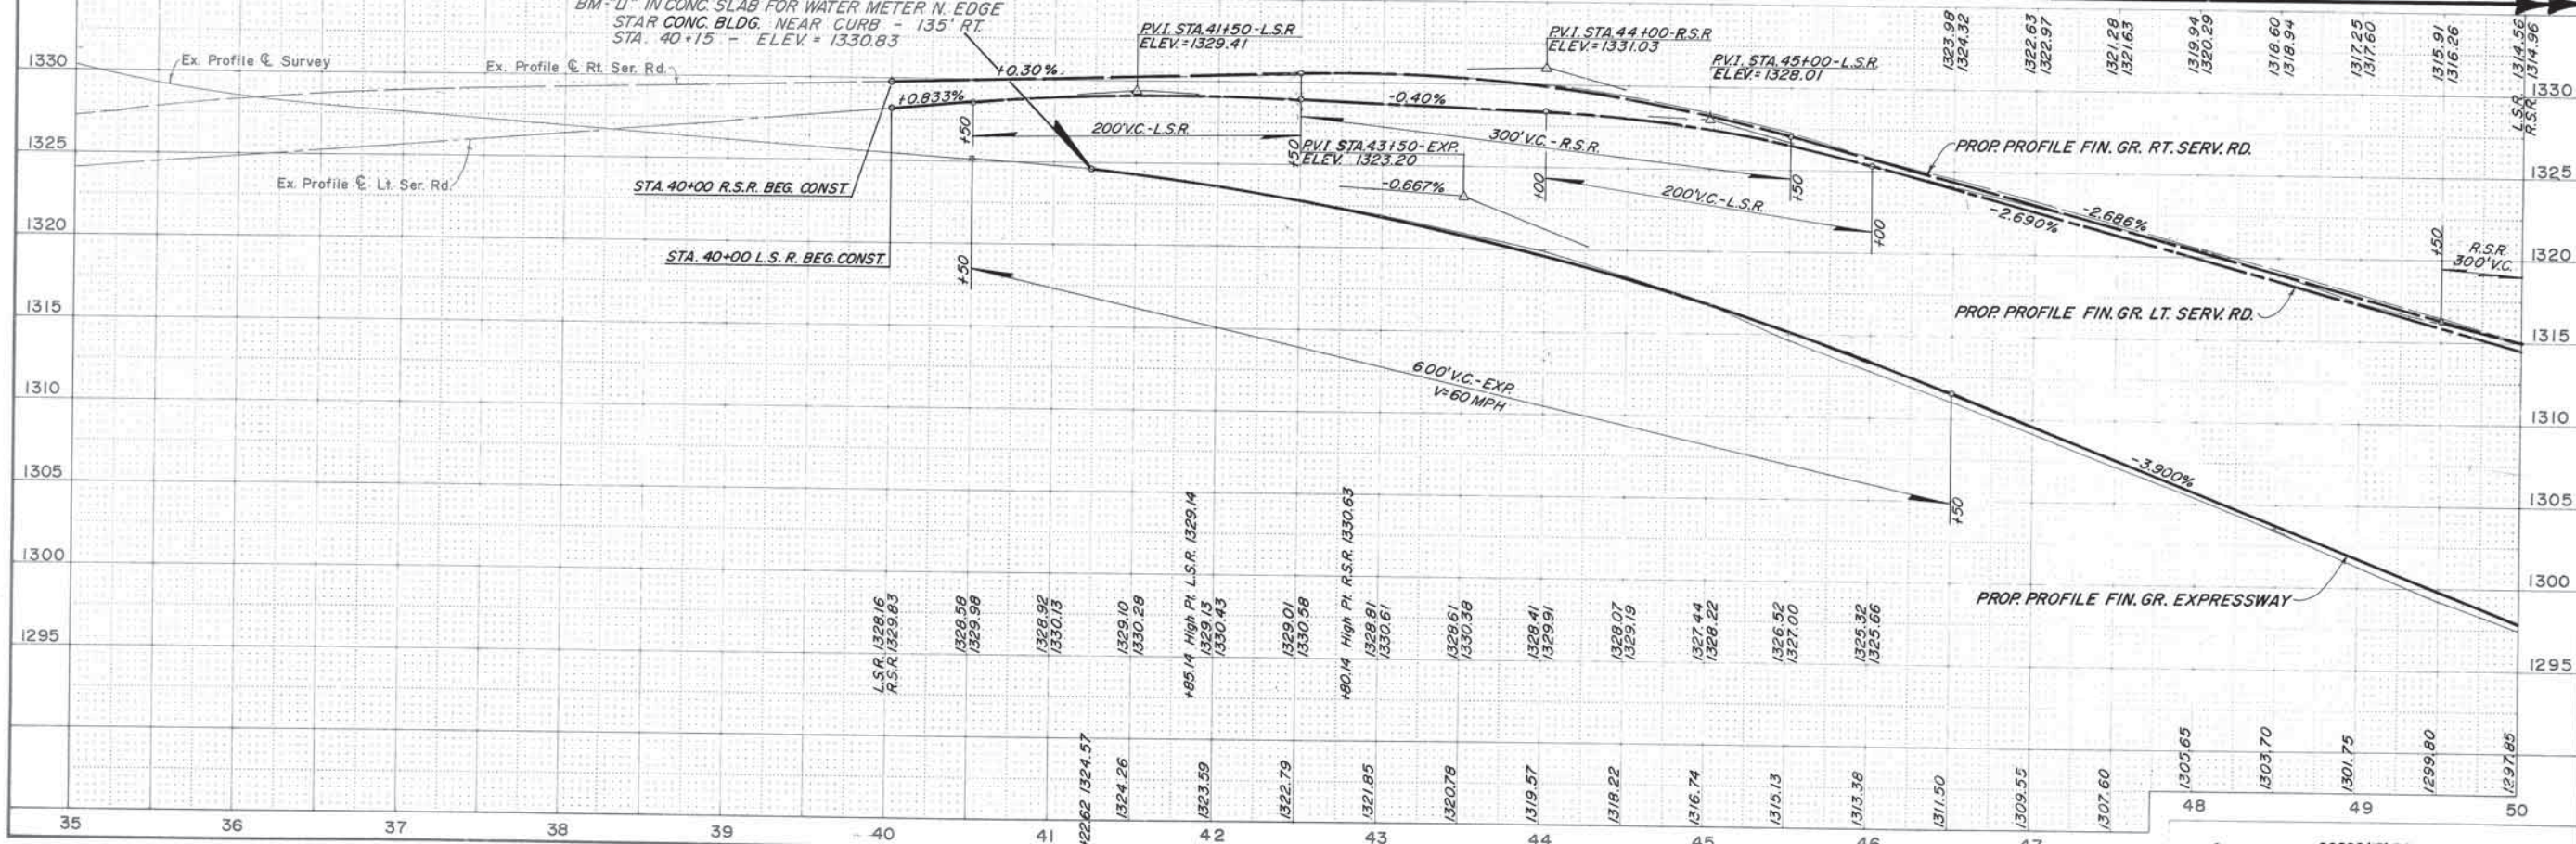 BM-"U" IN CONC. SLAB FOR WATER METER N. EDGE
STAR CONC. BLDG. NEAR CURB - 135' RT.
STA. 40+15 - ELEV. = 1330.83
P.V.I. STA. 41+50-L.S.R.
ELEV.=1329.41
P.V.I. STA. 44+00-R.S.R.
ELEV.=1331.03
P.V.I. STA. 45+00-L.S.R.
ELEV.=1328.01
1323.98
1324.32
1322.63
1322.97
1321.28
1321.63
1319.94
1320.29
1318.60
1318.94
1317.25
1317.60
1315.91
1316.26
L.S.R. 1314.56
R.S.R. 1314.96
1330
Ex. Profile ℄ Survey
Ex. Profile ℄ Rt. Ser. Rd.
+0.30%
1330
+0.833%
-0.40%
+50
200' V.C.-L.S.R.
+50
300' V.C.-R.S.R.
+50
1325
P.V.I. STA. 43+50-EXP.
ELEV. 1323.20
PROP. PROFILE FIN. GR. RT. SERV. RD.
1325
Ex. Profile ℄ Lt. Ser. Rd.
STA. 40+00 R.S.R. BEG. CONST.
-0.667%
+00
200' V.C.-L.S.R.
+00
-2.690%
-2.686%
1320
STA. 40+00 L.S.R. BEG. CONST.
+50
+50
R.S.R.
300' V.C.
1320
1315
PROP. PROFILE FIN. GR. LT. SERV. RD.
1315
600' V.C.-EXP.
V=60 MPH
1310
1310
1305
-3.900%
+50
1305
1300
1300
PROP. PROFILE FIN. GR. EXPRESSWAY
1295
1295
L.S.R. 1328.16
R.S.R. 1329.83
1328.58
1329.98
1328.92
1330.13
1329.10
1330.28
+85.14 High Pt. L.S.R. 1329.14
1329.13
1330.43
1329.01
1330.58
+80.14 High Pt. R.S.R. 1330.63
1328.81
1330.61
1328.61
1330.38
1328.41
1329.91
1328.07
1329.19
1327.44
1328.22
1326.52
1327.00
1325.32
1325.66
22.62 1324.57
1324.26
1323.59
1322.79
1321.85
1320.78
1319.57
1318.22
1316.74
1315.13
1313.38
1311.50
1309.55
1307.60
1305.65
1303.70
1301.75
1299.80
1297.85
35 36 37 38 39 40 41 42 43 44 45 46 47 48 49 50